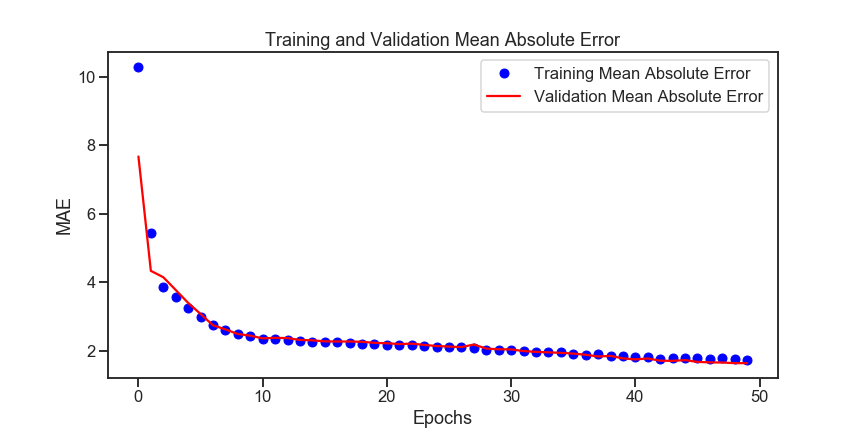 Training and Validation Mean Absolute Error
Training Mean Absolute Error
Validation Mean Absolute Error
MAE
10
8
6
4
2
0 10 20 30 40 50
Epochs